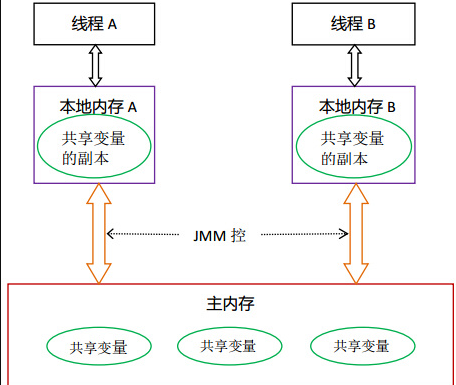 线程 A
线程 B
本地内存 A
本地内存 B
共享变量
的副本
共享变量
的副本
JMM 控
主内存
共享变量
共享变量
共享变量